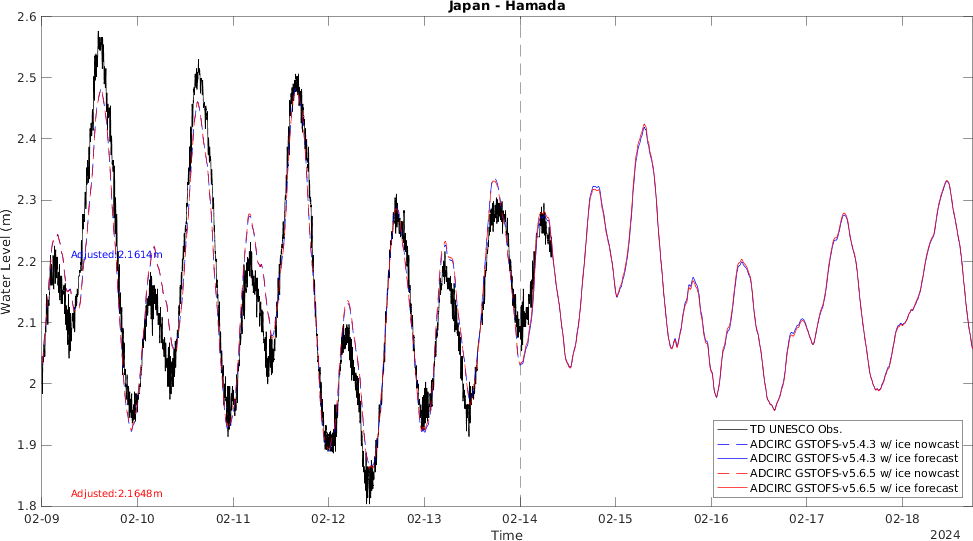 Japan - Hamada
2.6
2.5
2.4
2.3
2.2
2.1
2
1.9
1.8
Water Level (m)
Adjusted:2.1614m
Adjusted:2.1648m
TD UNESCO Obs.
ADCIRC GSTOFS-v5.4.3 w/ ice nowcast
ADCIRC GSTOFS-v5.4.3 w/ ice forecast
ADCIRC GSTOFS-v5.6.5 w/ ice nowcast
ADCIRC GSTOFS-v5.6.5 w/ ice forecast
02-09 02-10 02-11 02-12 02-13 02-14 02-15 02-16 02-17 02-18
Time
2024